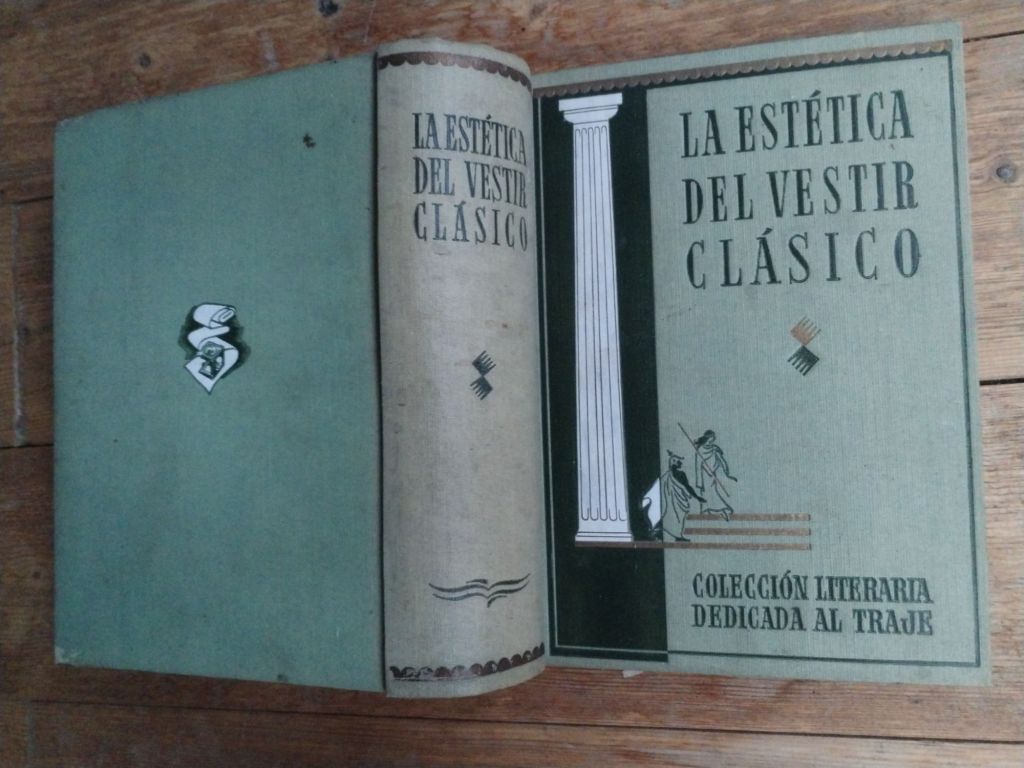 LA ESTÉTICA
DEL VESTIR
CLÁSICO
LA ESTÉTICA
DEL VESTIR
CLÁSICO
COLECCIÓN LITERARIA
DEDICADA AL TRAJE